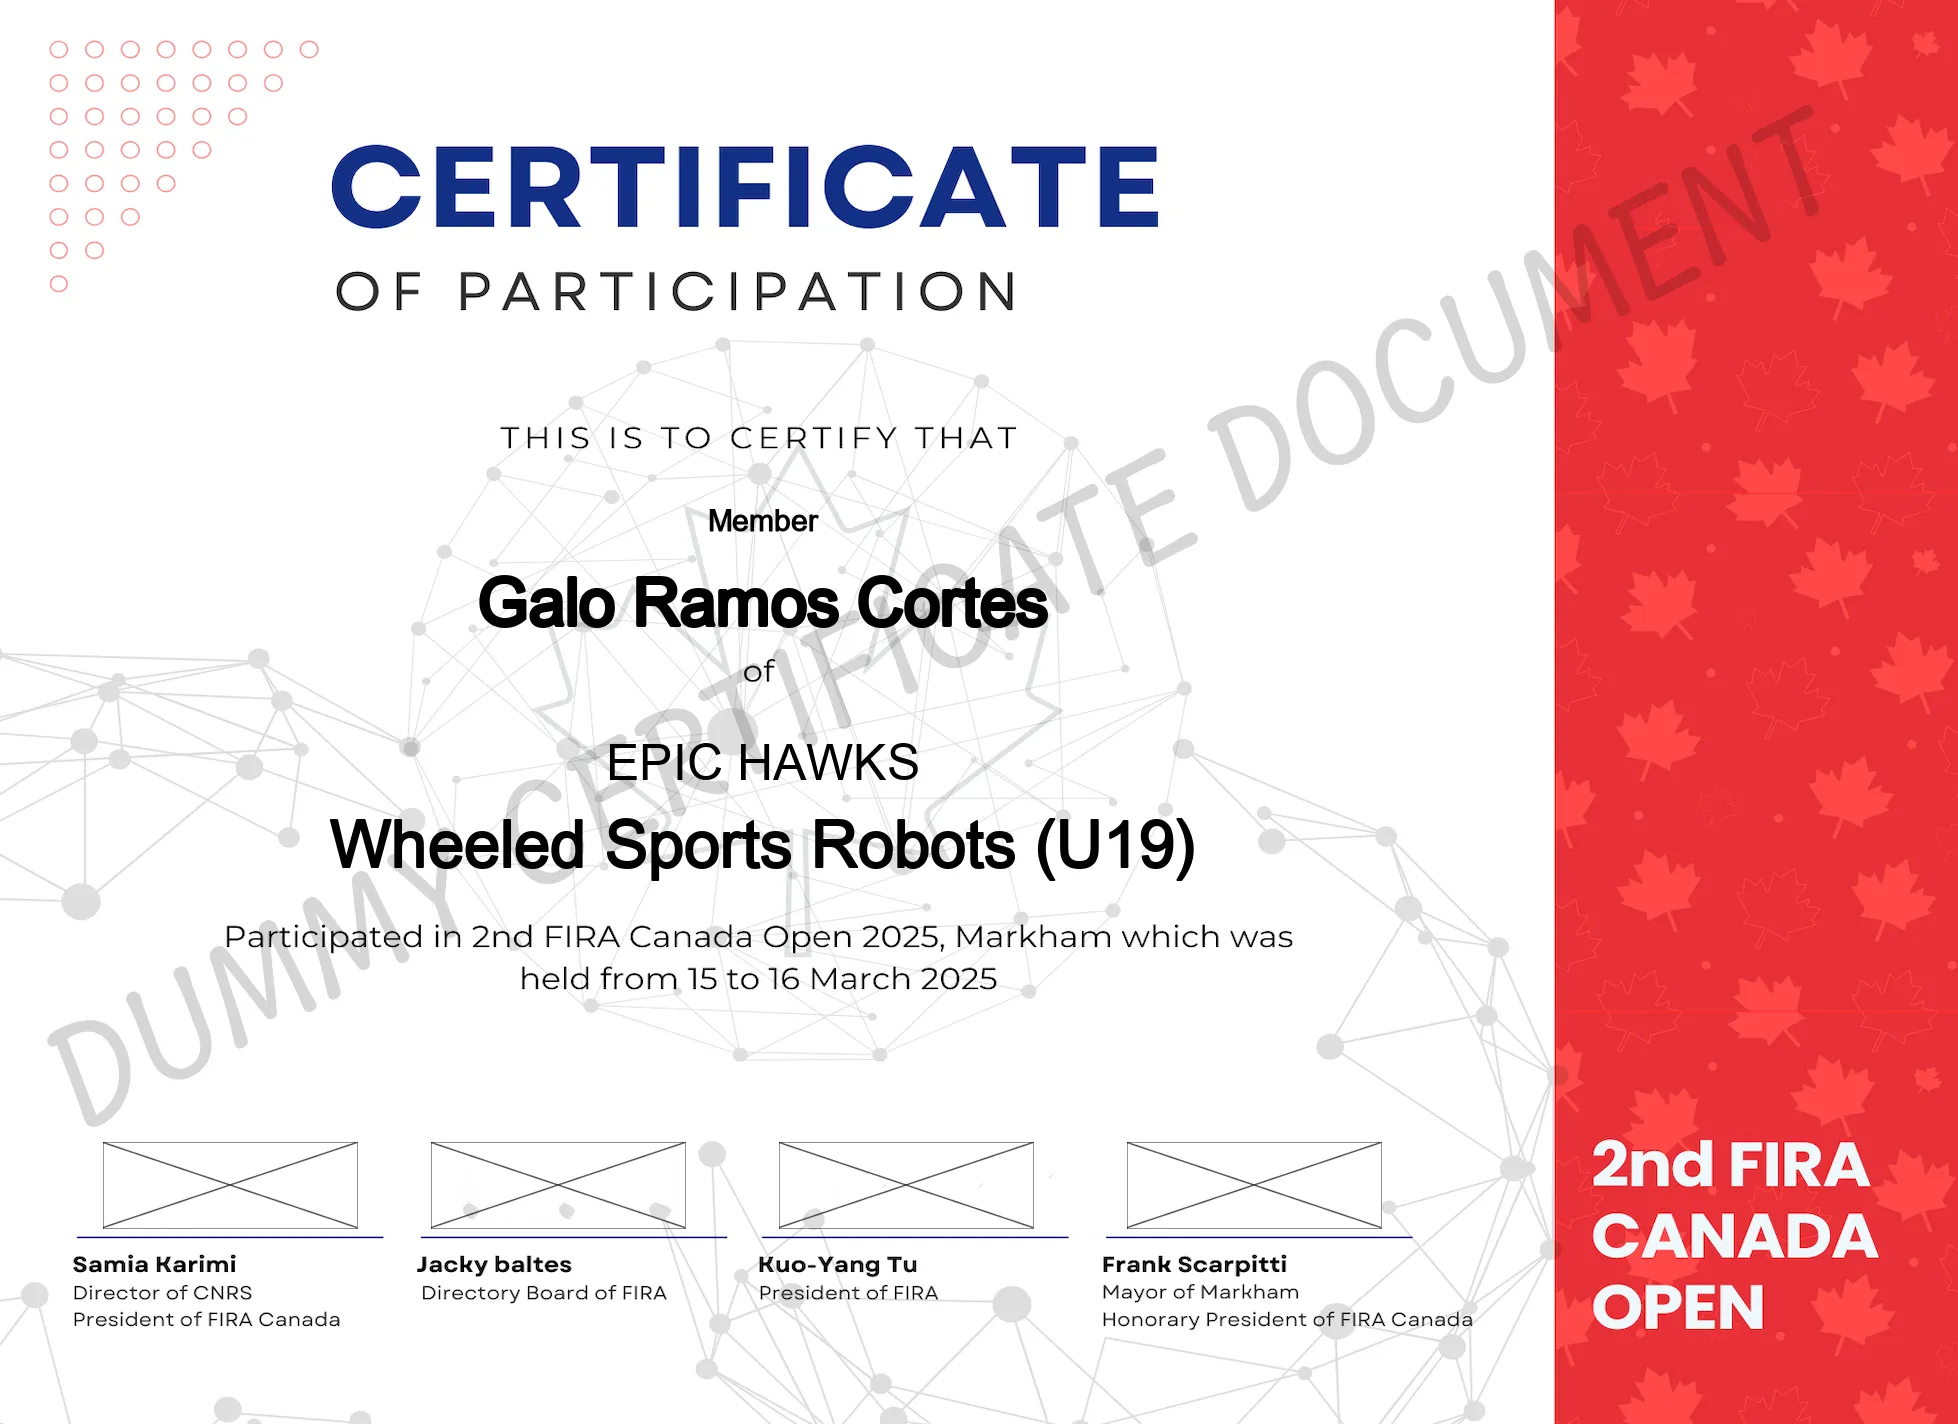 CERTIFICATE
OF PARTICIPATION
THIS IS TO CERTIFY THAT
Member
Galo Ramos Cortes
of
EPIC HAWKS
Wheeled Sports Robots (U19)
Participated in 2nd FIRA Canada Open 2025, Markham which was
held from 15 to 16 March 2025
DUMMY CERTIFICATE DOCUMENT
Samia Karimi
Director of CNRS
President of FIRA Canada
Jacky baltes
Directory Board of FIRA
Kuo-Yang Tu
President of FIRA
Frank Scarpitti
Mayor of Markham
Honorary President of FIRA Canada
2nd FIRA
CANADA
OPEN